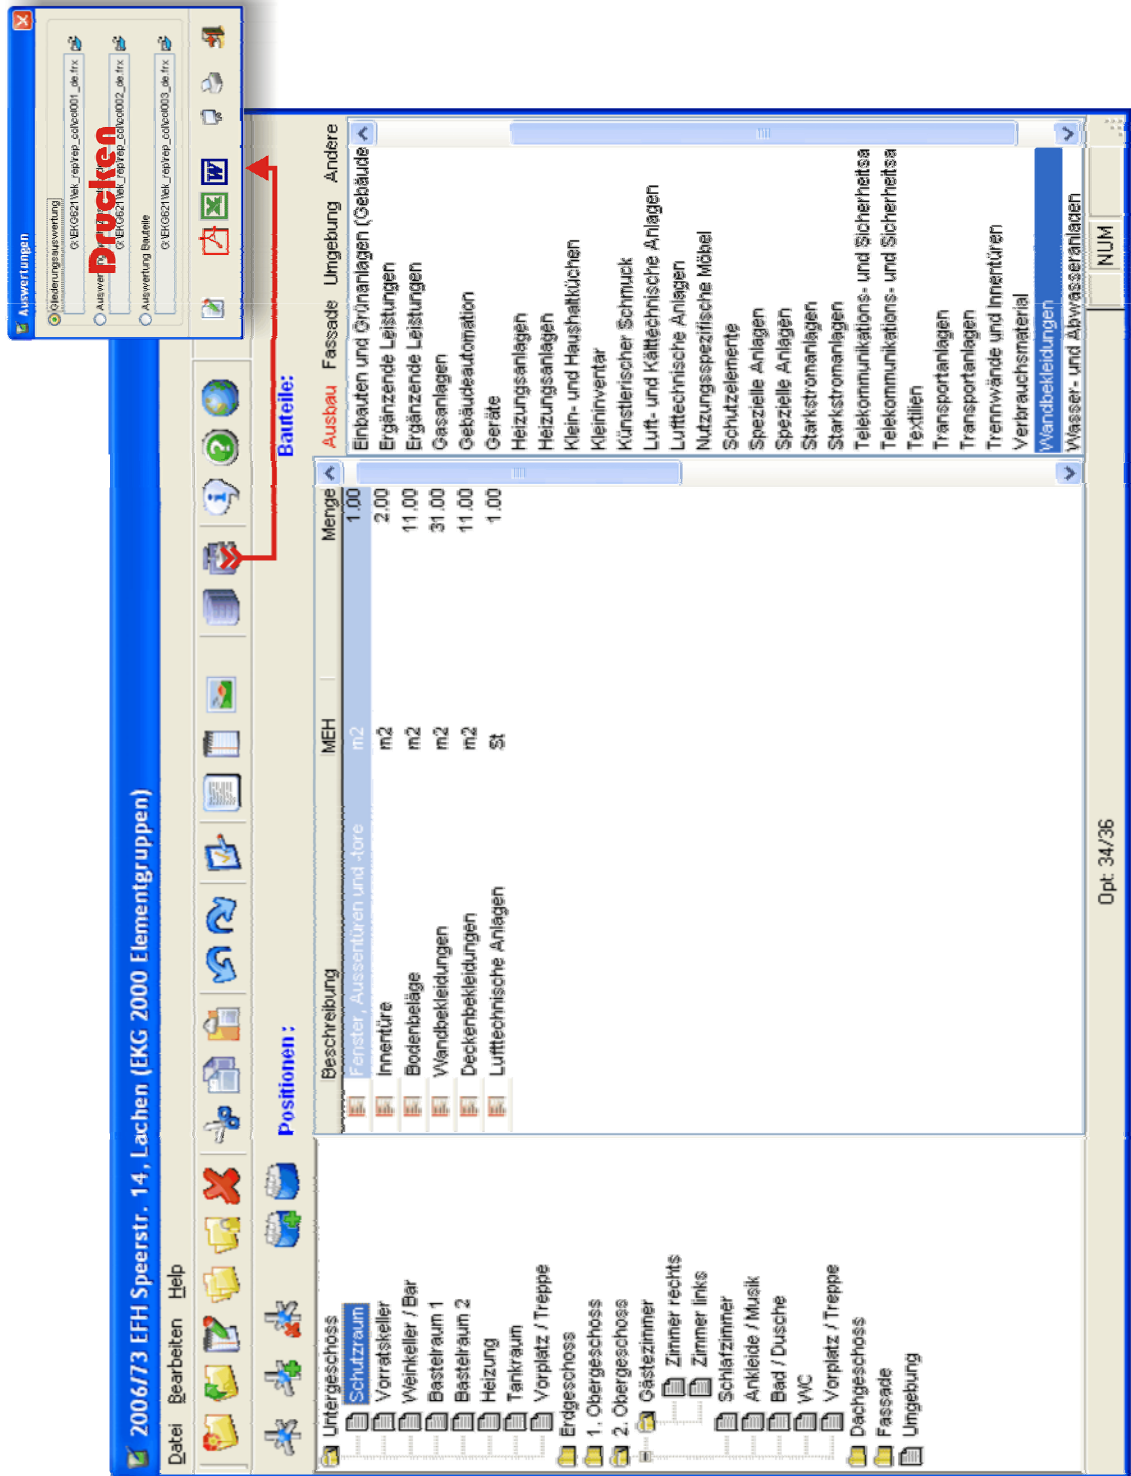 Auswertungen
Gliederungsauswertung
Auswertung Bauteile
Drucken
2006/73 EFH Speerstr. 14, Lachen (EKG 2000 Elementgruppen)
Datei Bearbeiten Help
Positionen :
Bauteile:
Untergeschoss
Schutzraum
Vorratskeller
Weinkeller / Bar
Bastelraum 1
Bastelraum 2
Heizung
Tankraum
Vorplatz / Treppe
Erdgeschoss
1. Obergeschoss
2. Obergeschoss
Gästezimmer
Zimmer rechts
Zimmer links
Schlafzimmer
Ankleide / Musik
Bad / Dusche
WC
Vorplatz / Treppe
Dachgeschoss
Fassade
Umgebung
Beschreibung MEH Menge
Fenster, Aussentüren und -tore m2 1.00
Innentüre m2 2.00
Bodenbeläge m2 11.00
Wandbekleidungen m2 31.00
Deckenbekleidungen m2 11.00
Lufttechnische Anlagen St 1.00
Ausbau Fassade Umgebung Andere
Einbauten und Grünanlagen (Gebäude
Ergänzende Leistungen
Ergänzende Leistungen
Gasanlagen
Gebäudeautomation
Geräte
Heizungsanlagen
Heizungsanlagen
Klein- und Haushaltküchen
Kleininventar
Künstlerischer Schmuck
Luft- und Kälttechnische Anlagen
Lufttechnische Anlagen
Nutzungsspezifische Möbel
Schutzelemente
Spezielle Anlagen
Spezielle Anlagen
Starkstromanlagen
Starkstromanlagen
Telekommunikations- und Sicherheitsa
Telekommunikations- und Sicherheitsa
Textilien
Transportanlagen
Transportanlagen
Trennwände und Innentüren
Verbrauchsmaterial
Wandbekleidungen
Wasser- und Abwasseranlagen
Opt: 34/36 NUM